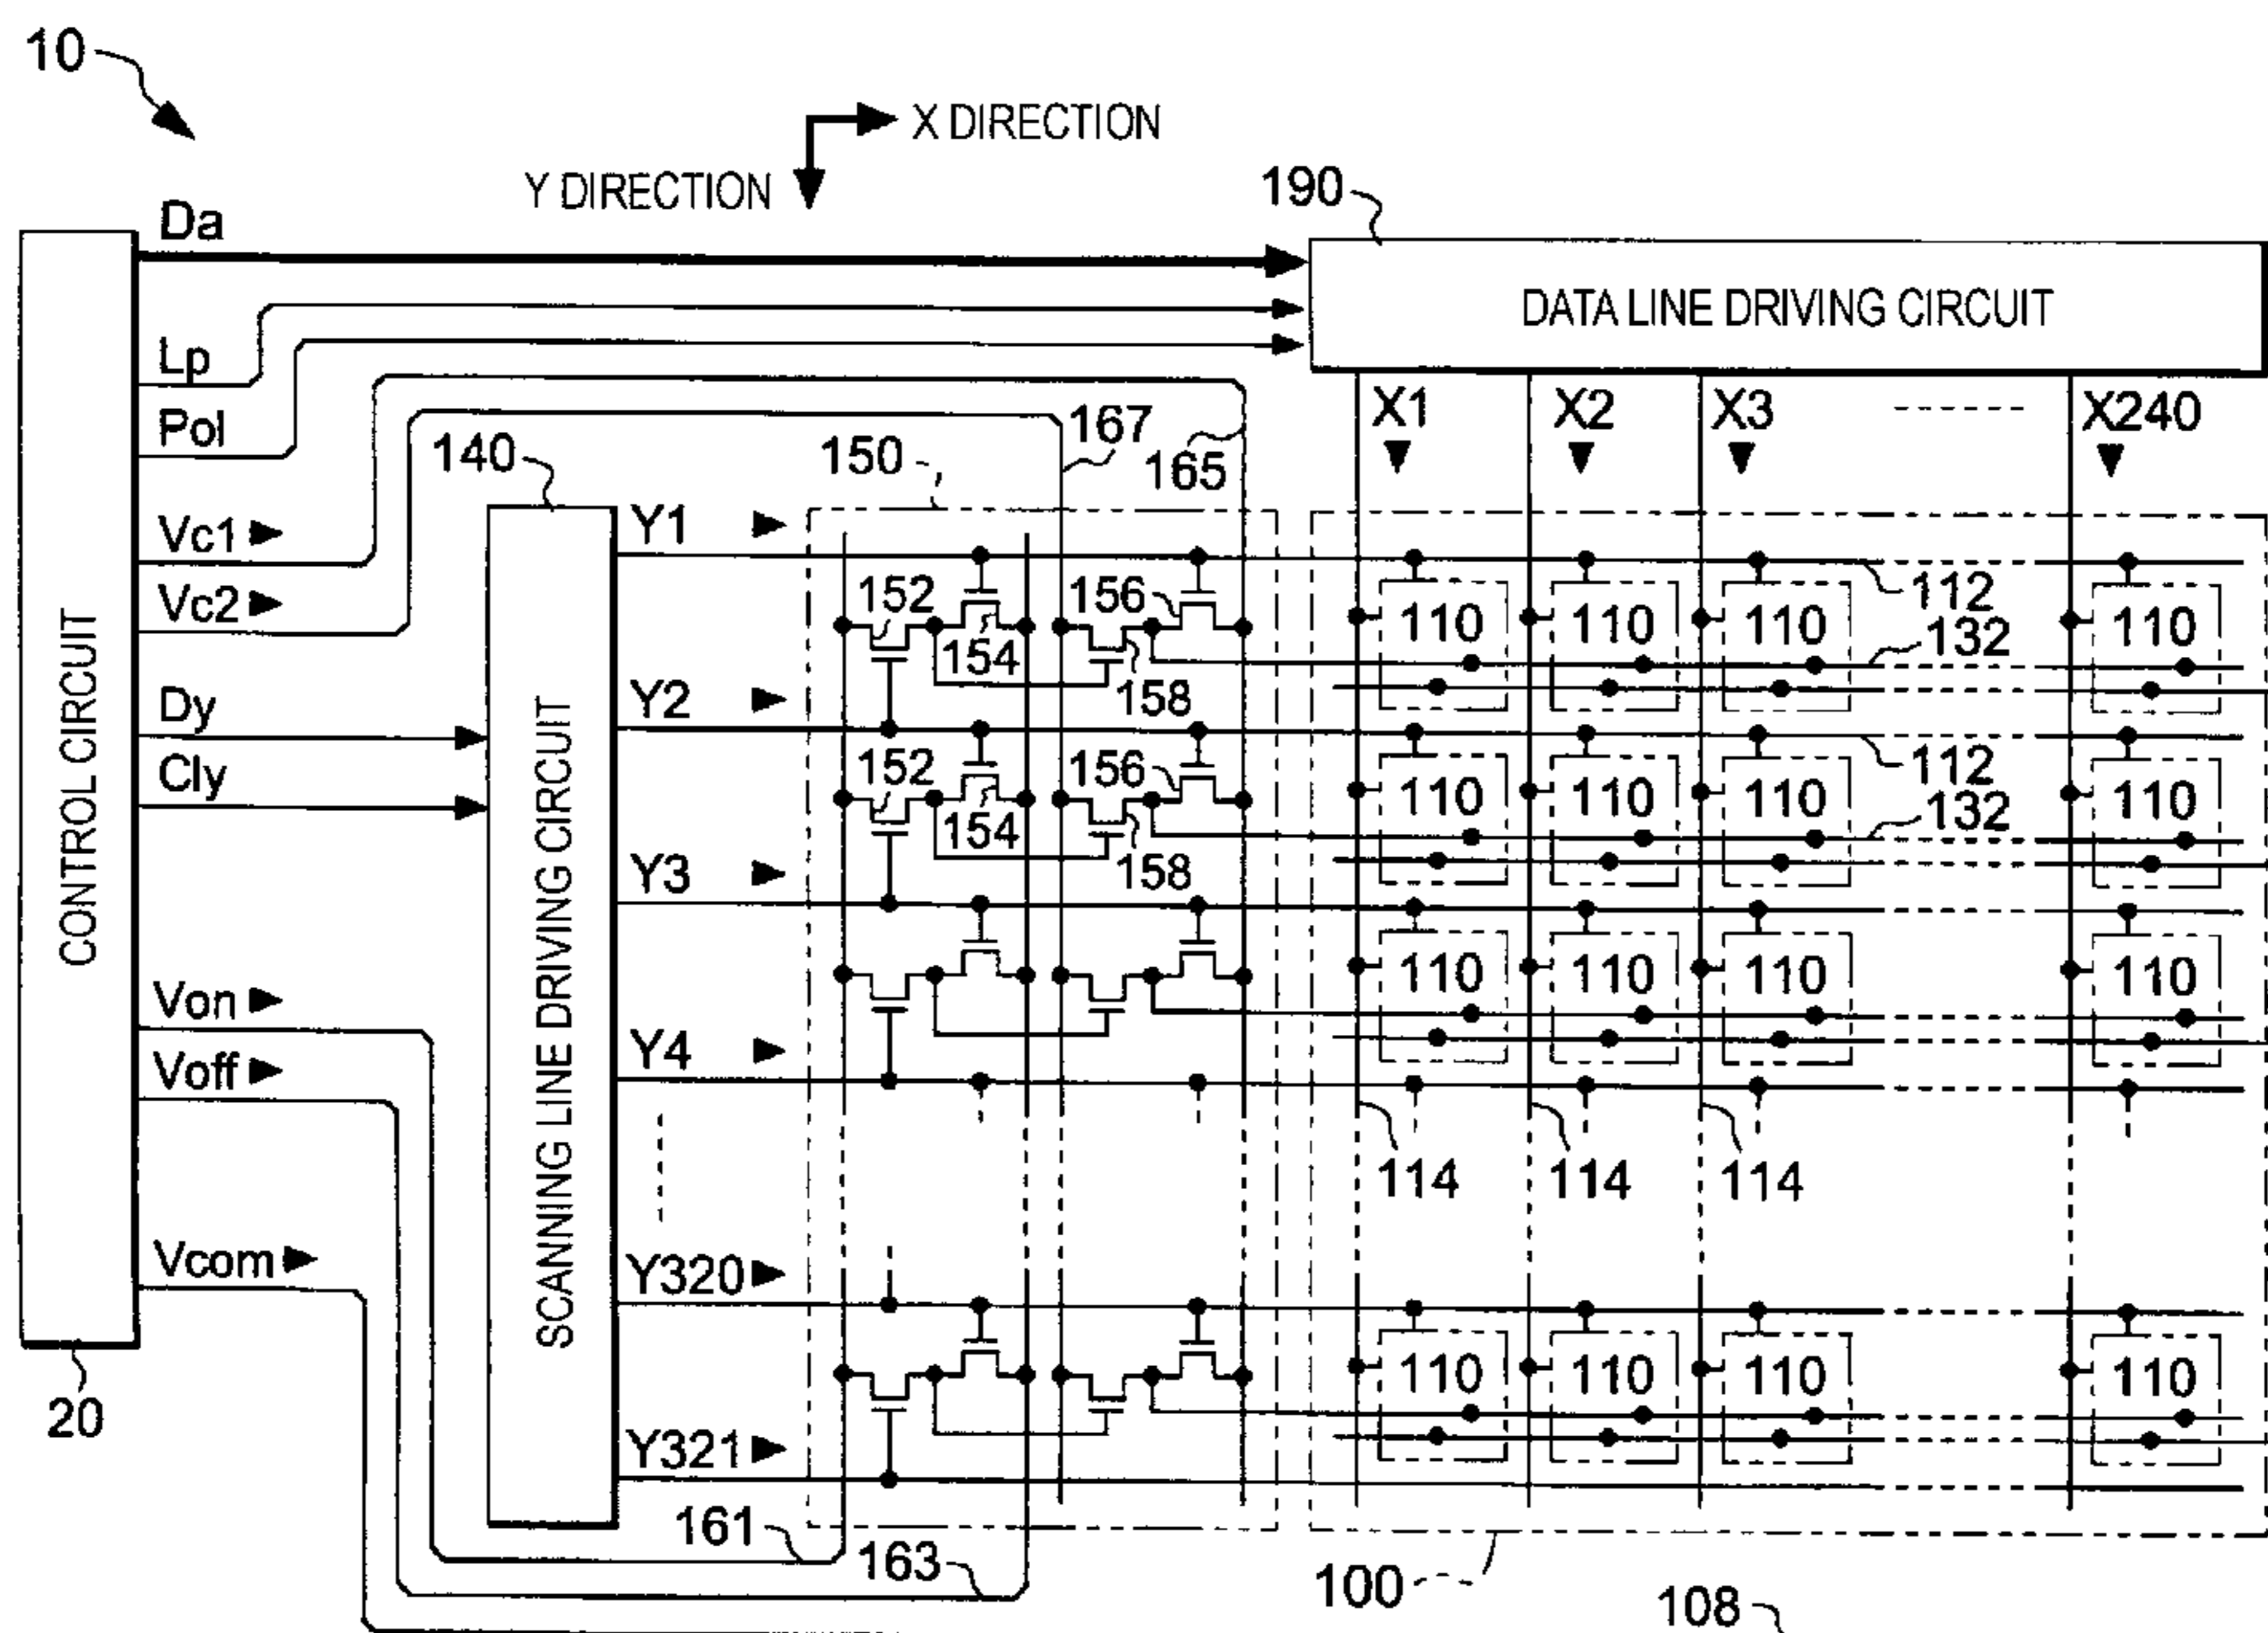 10
X DIRECTION
Y DIRECTION
190
Da
DATA LINE DRIVING CIRCUIT
Lp
Pol
140
150
167
165
X1 X2 X3 X240
Vc1
Vc2
CONTROL CIRCUIT
Dy
Cly
Von
Voff
Vcom
20
SCANNING LINE DRIVING CIRCUIT
Y1
152 154 156 158
110 110 110 110
112
132
Y2
152 154 156 158
110 110 110 110
112
132
Y3
110 110 110 110
Y4
114 114 114
Y320
110 110 110 110
Y321
161
163
100
108